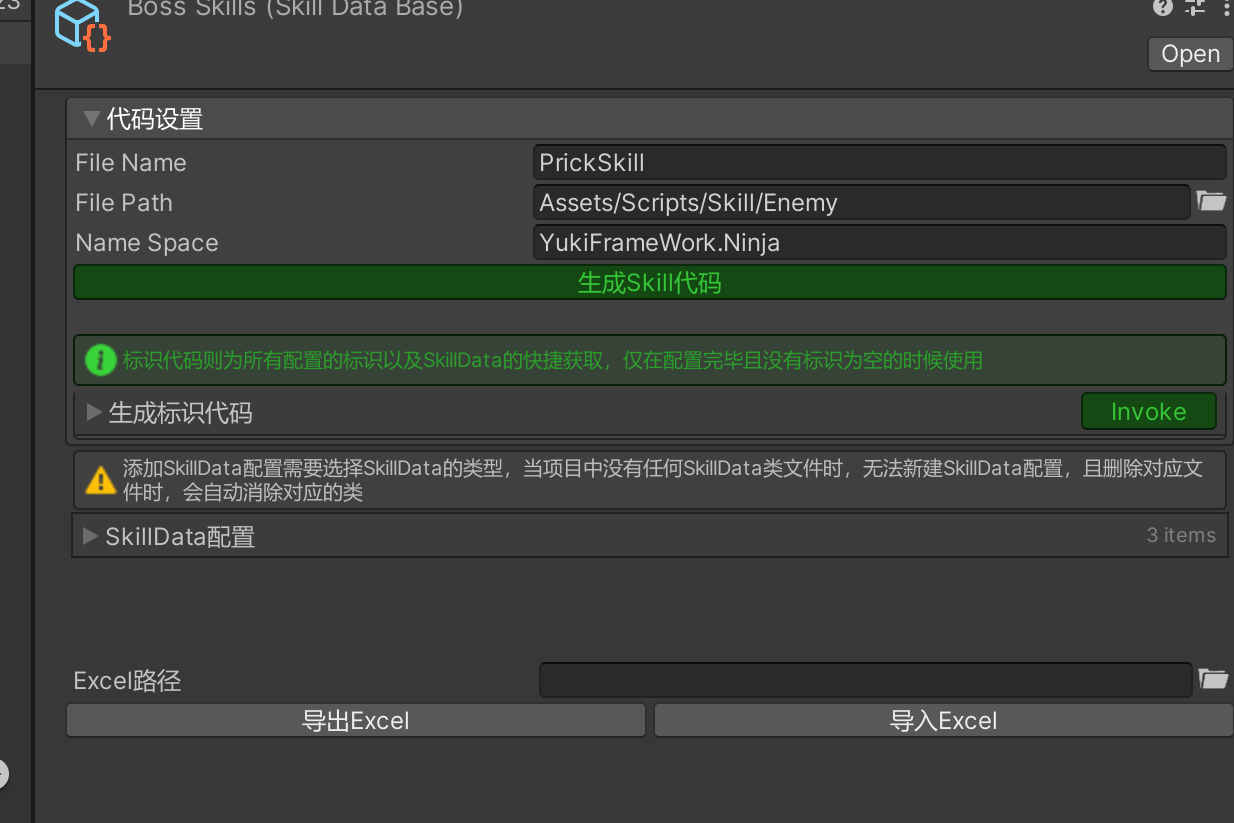 Boss Skills (Skill Data Base)
Open
代码设置
File Name
PrickSkill
File Path
Assets/Scripts/Skill/Enemy
Name Space
YukiFrameWork.Ninja
生成Skill代码
标识代码则为所有配置的标识以及SkillData的快捷获取，仅在配置完毕且没有标识为空的时候使用
生成标识代码
Invoke
添加SkillData配置需要选择SkillData的类型，当项目中没有任何SkillData类文件时，无法新建SkillData配置，且删除对应文
件时，会自动消除对应的类
SkillData配置
3 items
Excel路径
导出Excel
导入Excel